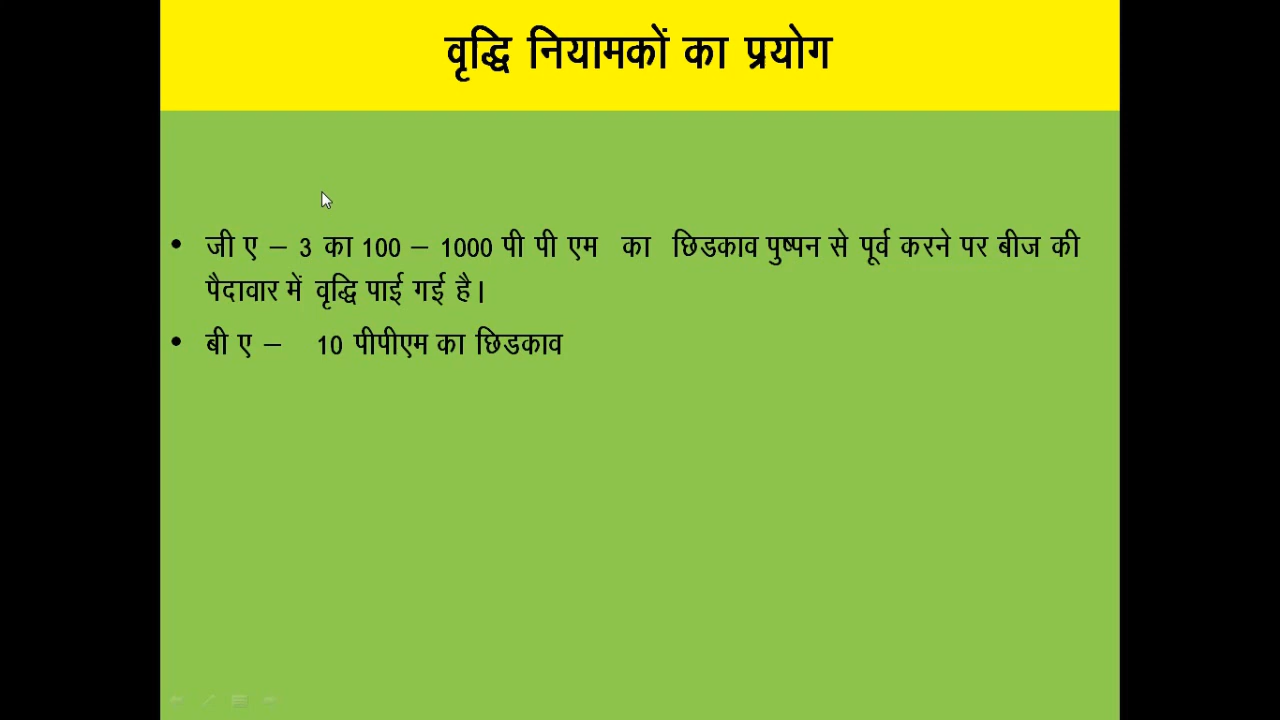 वृद्धि नियामकों का प्रयोग
• जी ए – 3 का 100 – 1000 पी पी एम का छिडकाव पुष्पन से पूर्व करने पर बीज की
पैदावार में वृद्धि पाई गई है।
• बी ए – 10 पीपीएम का छिडकाव